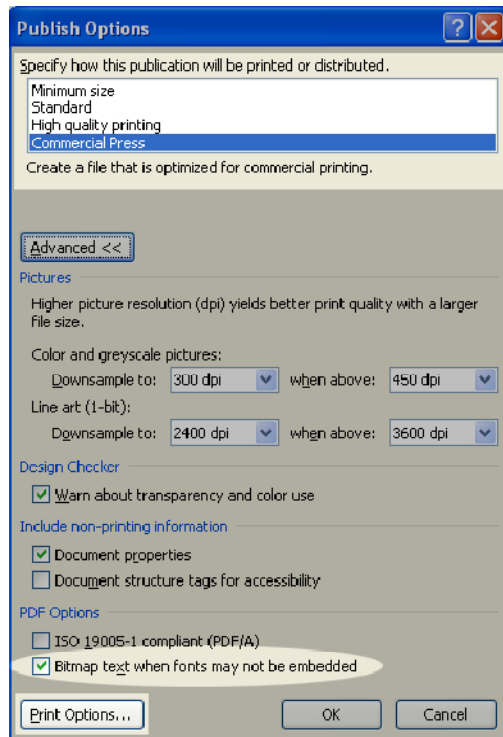 Publish Options
Specify how this publication will be printed or distributed.
Minimum size
Standard
High quality printing
Commercial Press
Create a file that is optimized for commercial printing.
Advanced <<
Pictures
Higher picture resolution (dpi) yields better print quality with a larger
file size.
Color and greyscale pictures:
Downsample to: 300 dpi when above: 450 dpi
Line art (1-bit):
Downsample to: 2400 dpi when above: 3600 dpi
Design Checker
Warn about transparency and color use
Include non-printing information
Document properties
Document structure tags for accessibility
PDF Options
ISO 19005-1 compliant (PDF/A)
Bitmap text when fonts may not be embedded
Print Options... OK Cancel